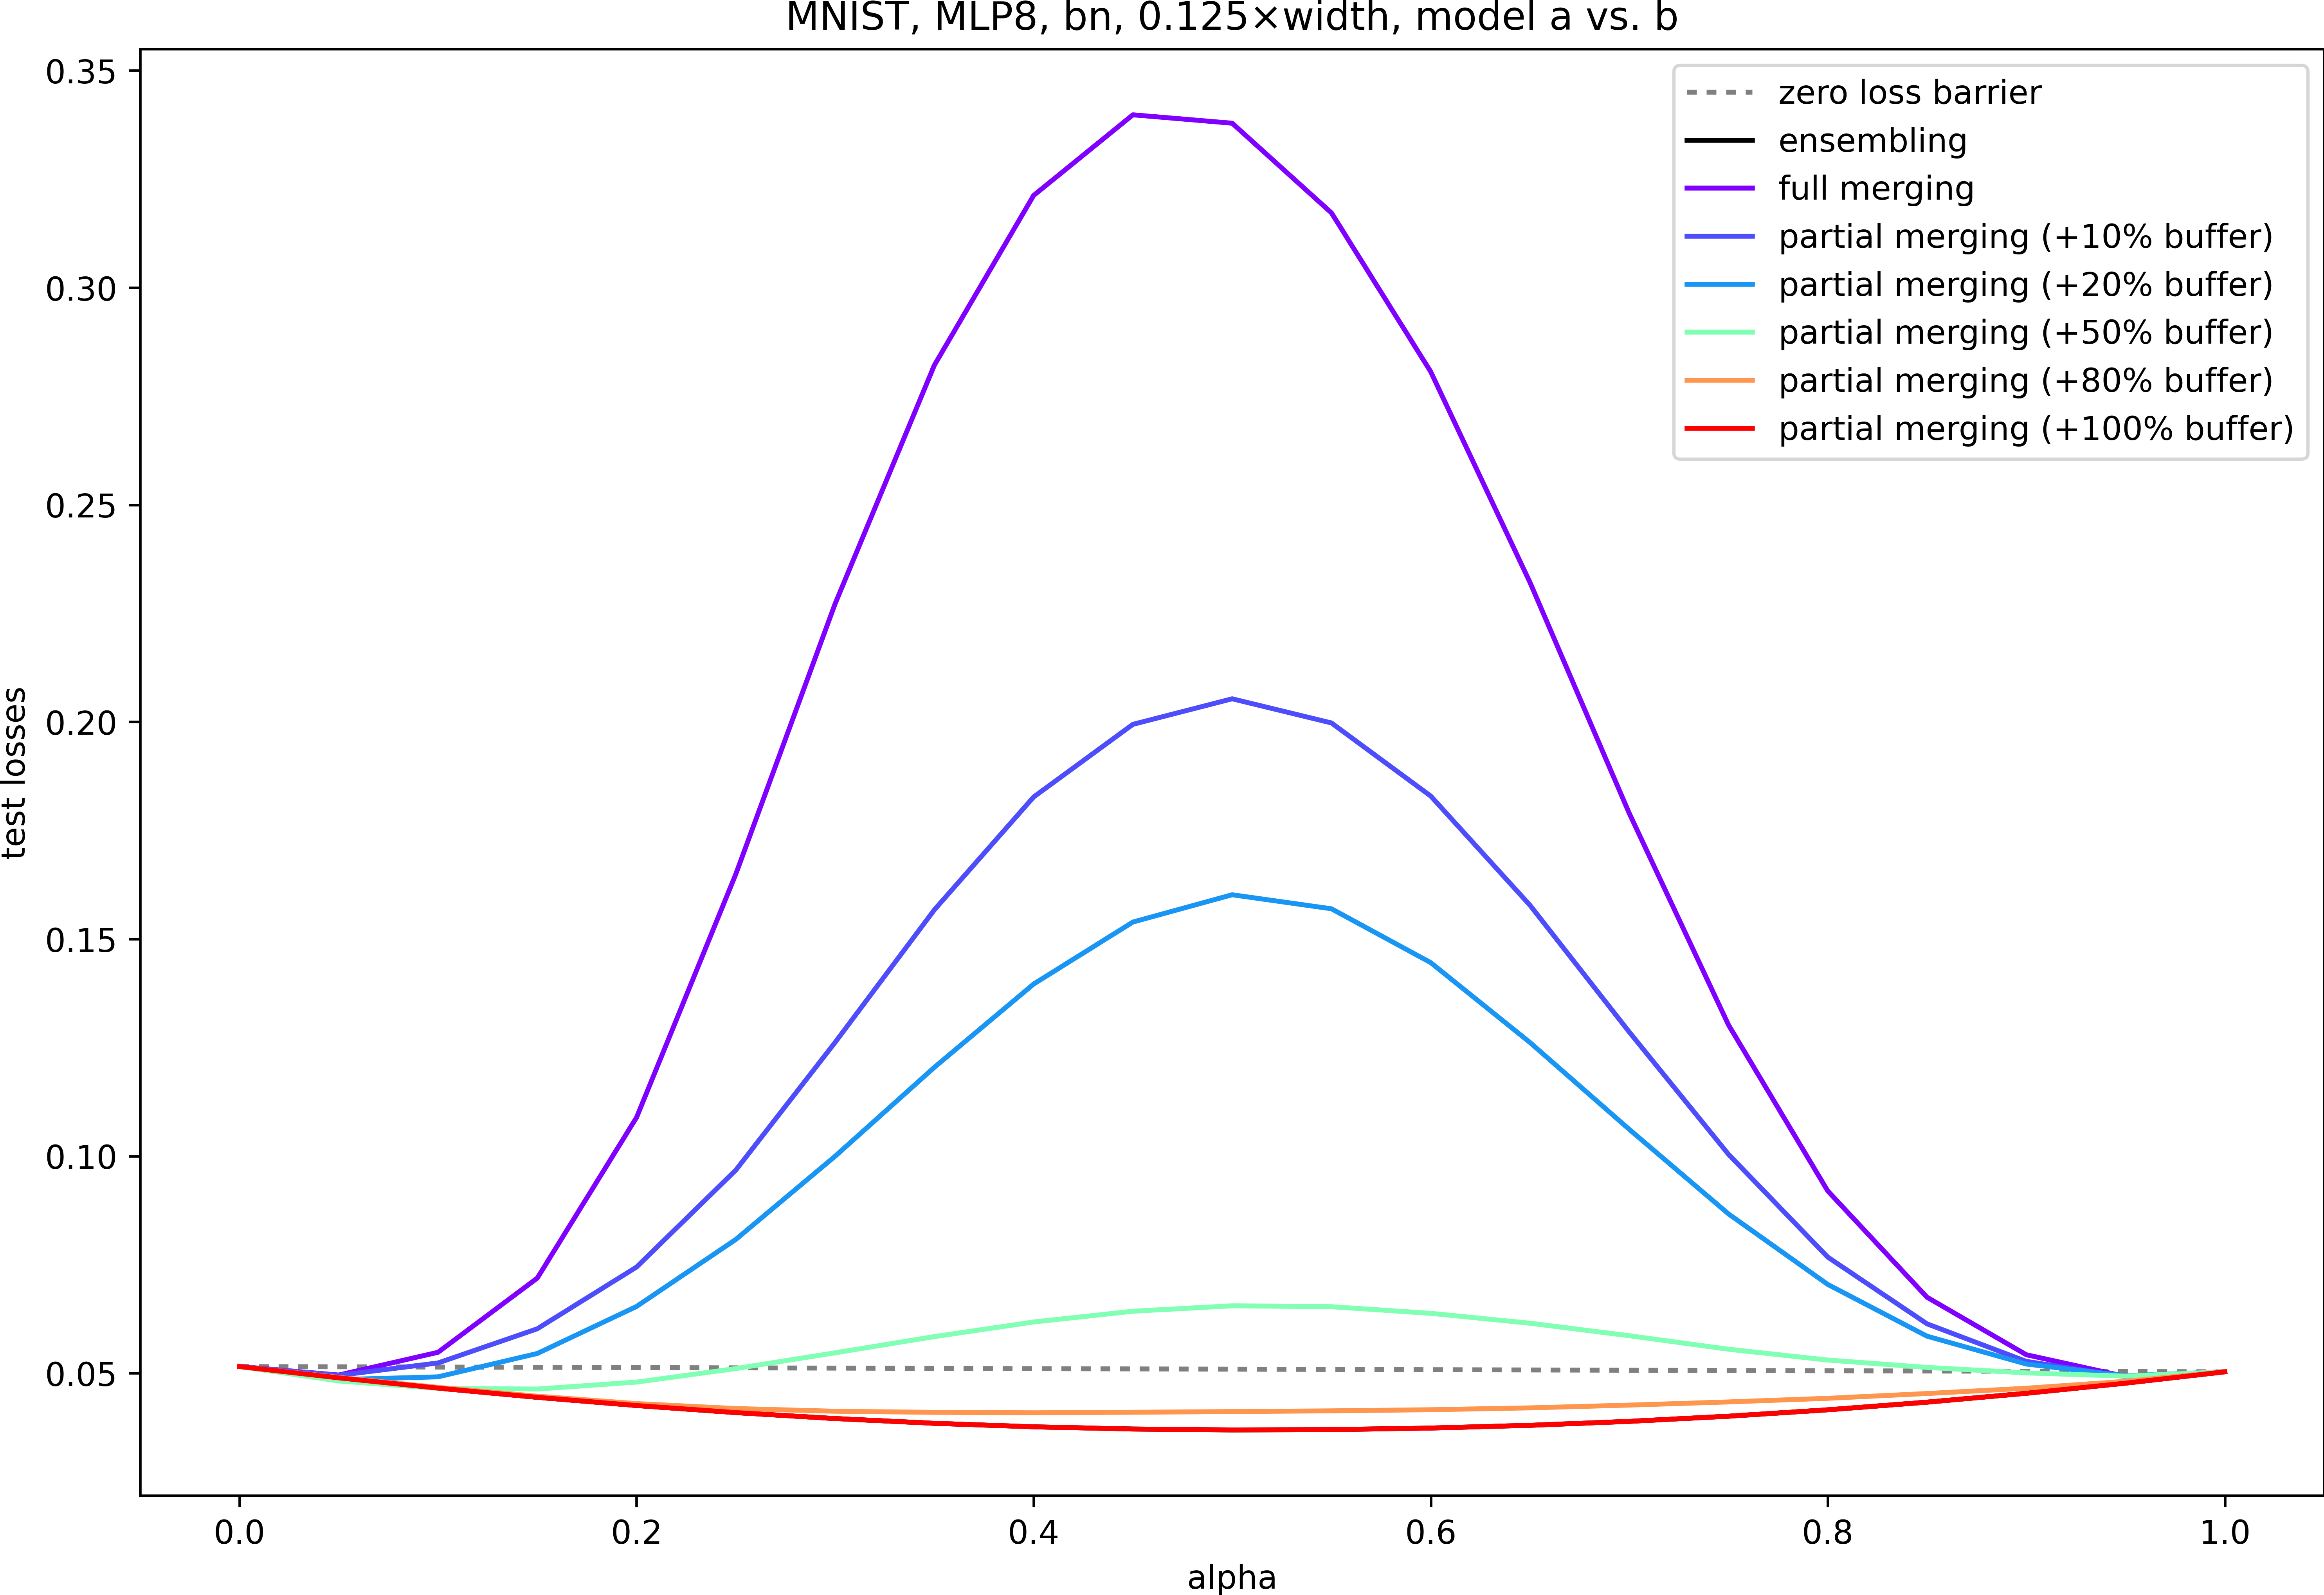 MNIST, MLP8, bn, 0.125×width, model a vs. b
0.35
0.30
0.25
0.20
0.15
0.10
0.05
test losses
zero loss barrier
ensembling
full merging
partial merging (+10% buffer)
partial merging (+20% buffer)
partial merging (+50% buffer)
partial merging (+80% buffer)
partial merging (+100% buffer)
0.0 0.2 0.4 0.6 0.8 1.0
alpha